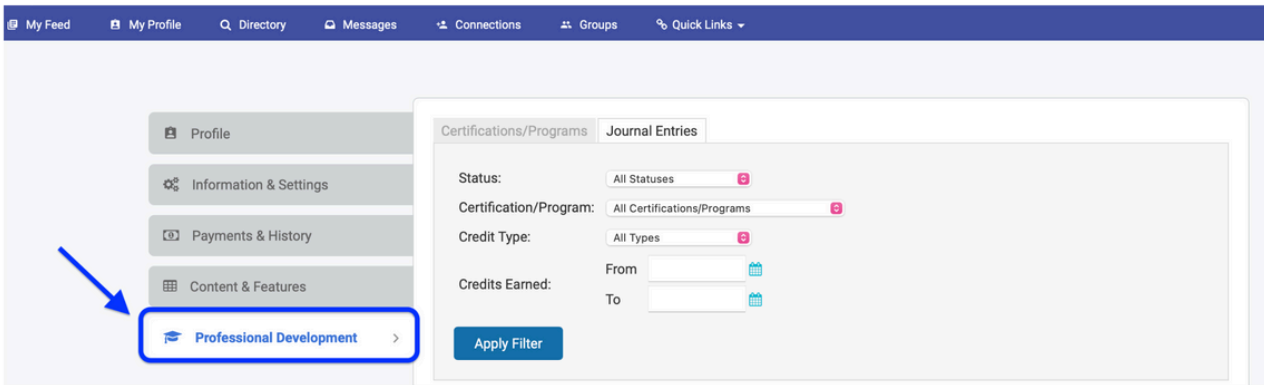 My Feed My Profile Directory Messages Connections Groups Quick Links
Profile
Information & Settings
Payments & History
Content & Features
Professional Development
Certifications/Programs Journal Entries
Status: All Statuses
Certification/Program: All Certifications/Programs
Credit Type: All Types
Credits Earned:
From
To
Apply Filter